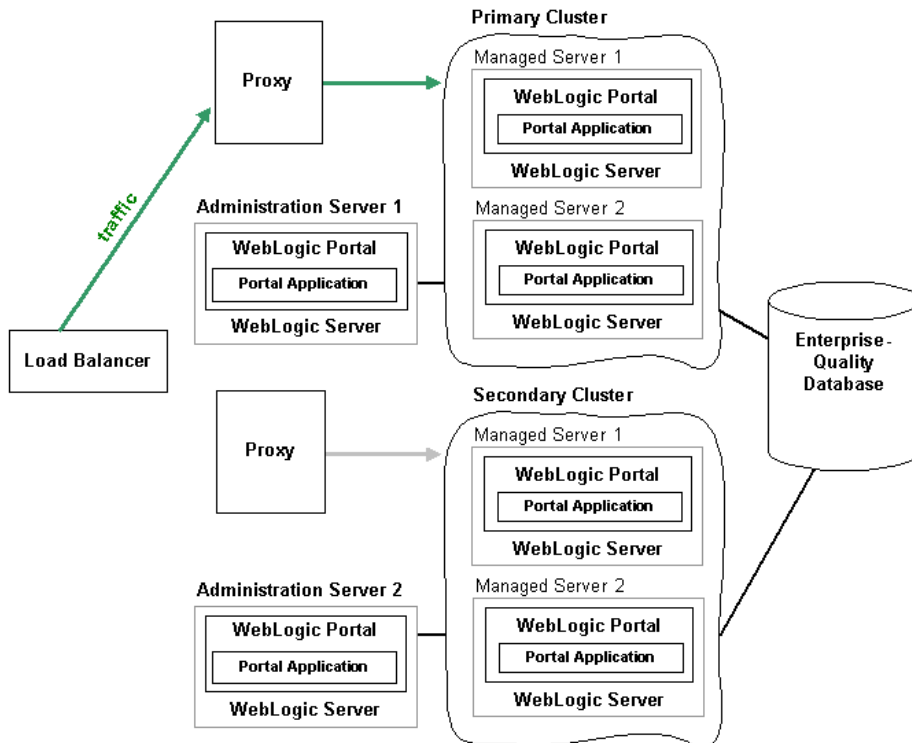 Primary Cluster
Managed Server 1
WebLogic Portal
Portal Application
WebLogic Server
Proxy
traffic
Load Balancer
Administration Server 1
WebLogic Portal
Portal Application
WebLogic Server
Managed Server 2
WebLogic Portal
Portal Application
WebLogic Server
Enterprise-
Quality
Database
Secondary Cluster
Managed Server 1
WebLogic Portal
Portal Application
WebLogic Server
Proxy
Administration Server 2
WebLogic Portal
Portal Application
WebLogic Server
Managed Server 2
WebLogic Portal
Portal Application
WebLogic Server